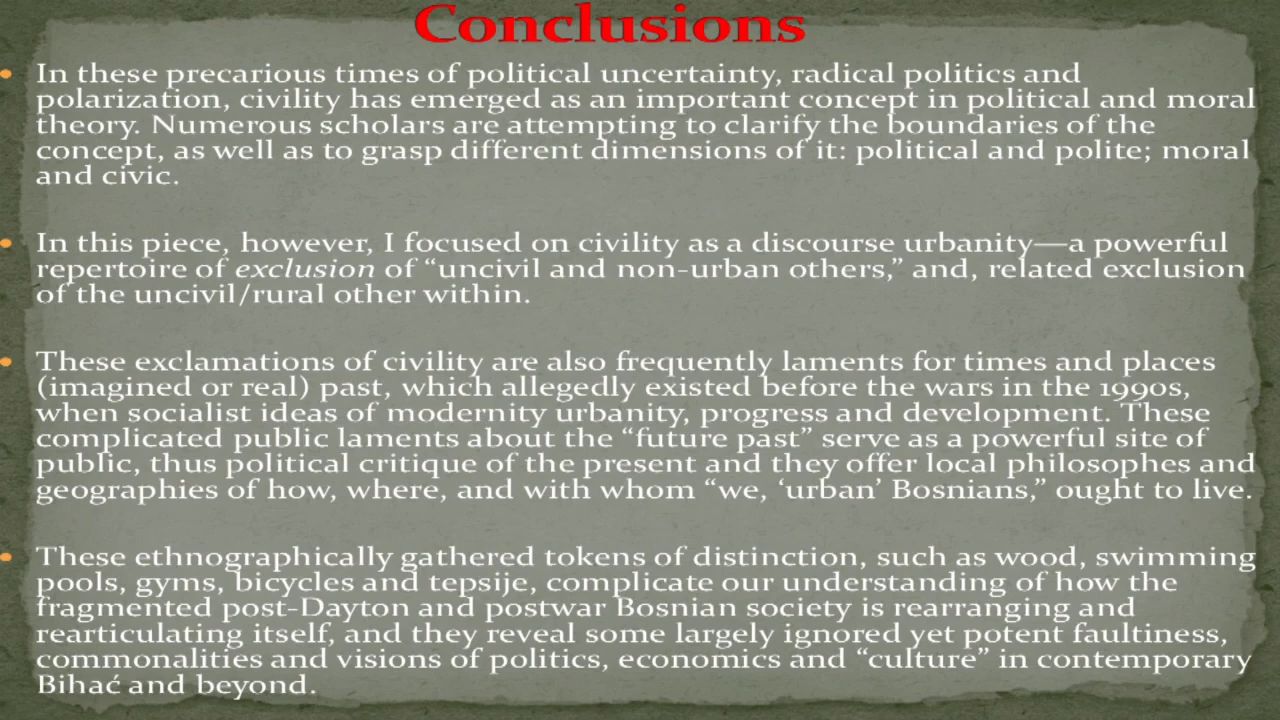 Conclusions
• In these precarious times of political uncertainty, radical politics and
polarization, civility has emerged as an important concept in political and moral
theory. Numerous scholars are attempting to clarify the boundaries of the
concept, as well as to grasp different dimensions of it: political and polite; moral
and civic.
• In this piece, however, I focused on civility as a discourse urbanity—a powerful
repertoire of exclusion of “uncivil and non-urban others,” and, related exclusion
of the uncivil/rural other within.
• These exclamations of civility are also frequently laments for times and places
(imagined or real) past, which allegedly existed before the wars in the 1990s,
when socialist ideas of modernity urbanity, progress and development. These
complicated public laments about the “future past” serve as a powerful site of
public, thus political critique of the present and they offer local philosophes and
geographies of how, where, and with whom “we, ‘urban’ Bosnians,” ought to live.
• These ethnographically gathered tokens of distinction, such as wood, swimming
pools, gyms, bicycles and tepsije, complicate our understanding of how the
fragmented post-Dayton and postwar Bosnian society is rearranging and
rearticulating itself, and they reveal some largely ignored yet potent faultiness,
commonalities and visions of politics, economics and “culture” in contemporary
Bihać and beyond.